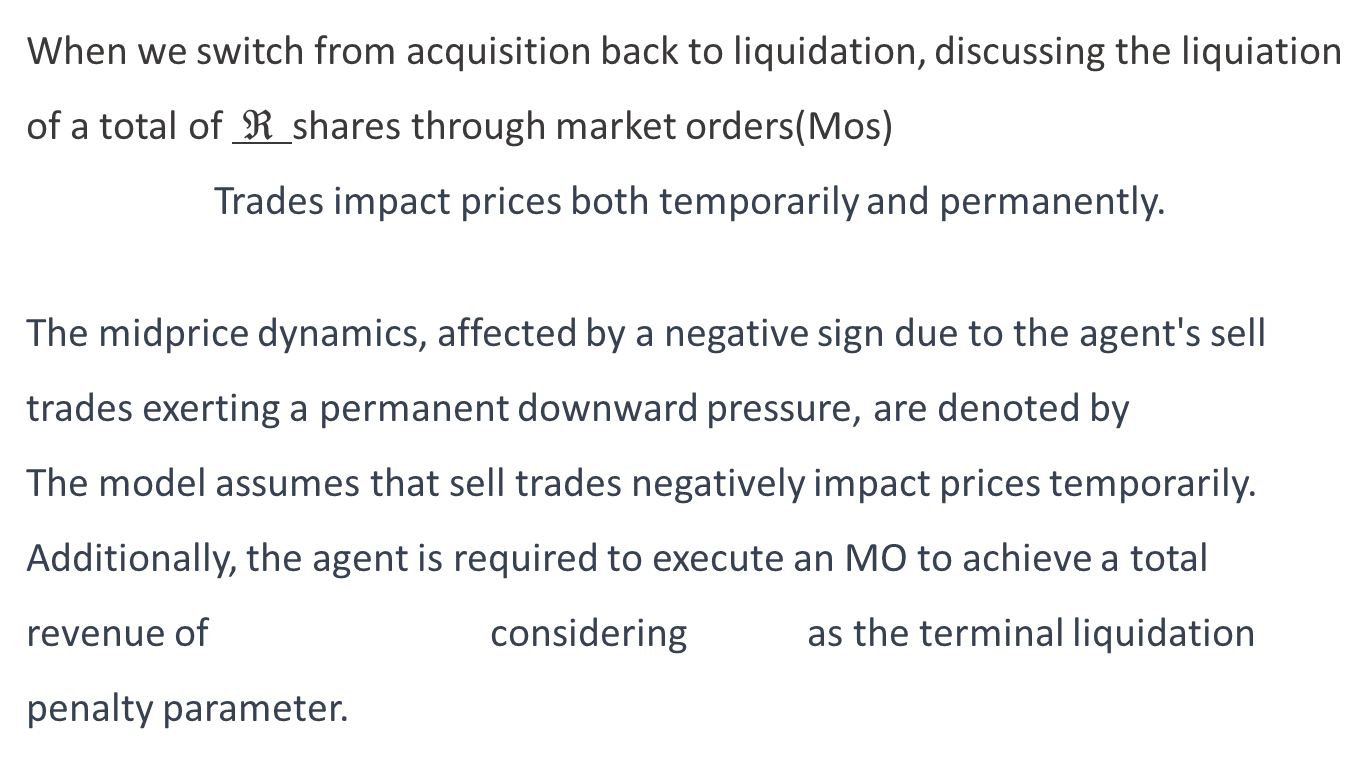 When we switch from acquisition back to liquidation, discussing the liquiation
of a total of ℜ shares through market orders(Mos)
Trades impact prices both temporarily and permanently.
The midprice dynamics, affected by a negative sign due to the agent's sell
trades exerting a permanent downward pressure, are denoted by
The model assumes that sell trades negatively impact prices temporarily.
Additionally, the agent is required to execute an MO to achieve a total
revenue of considering as the terminal liquidation
penalty parameter.